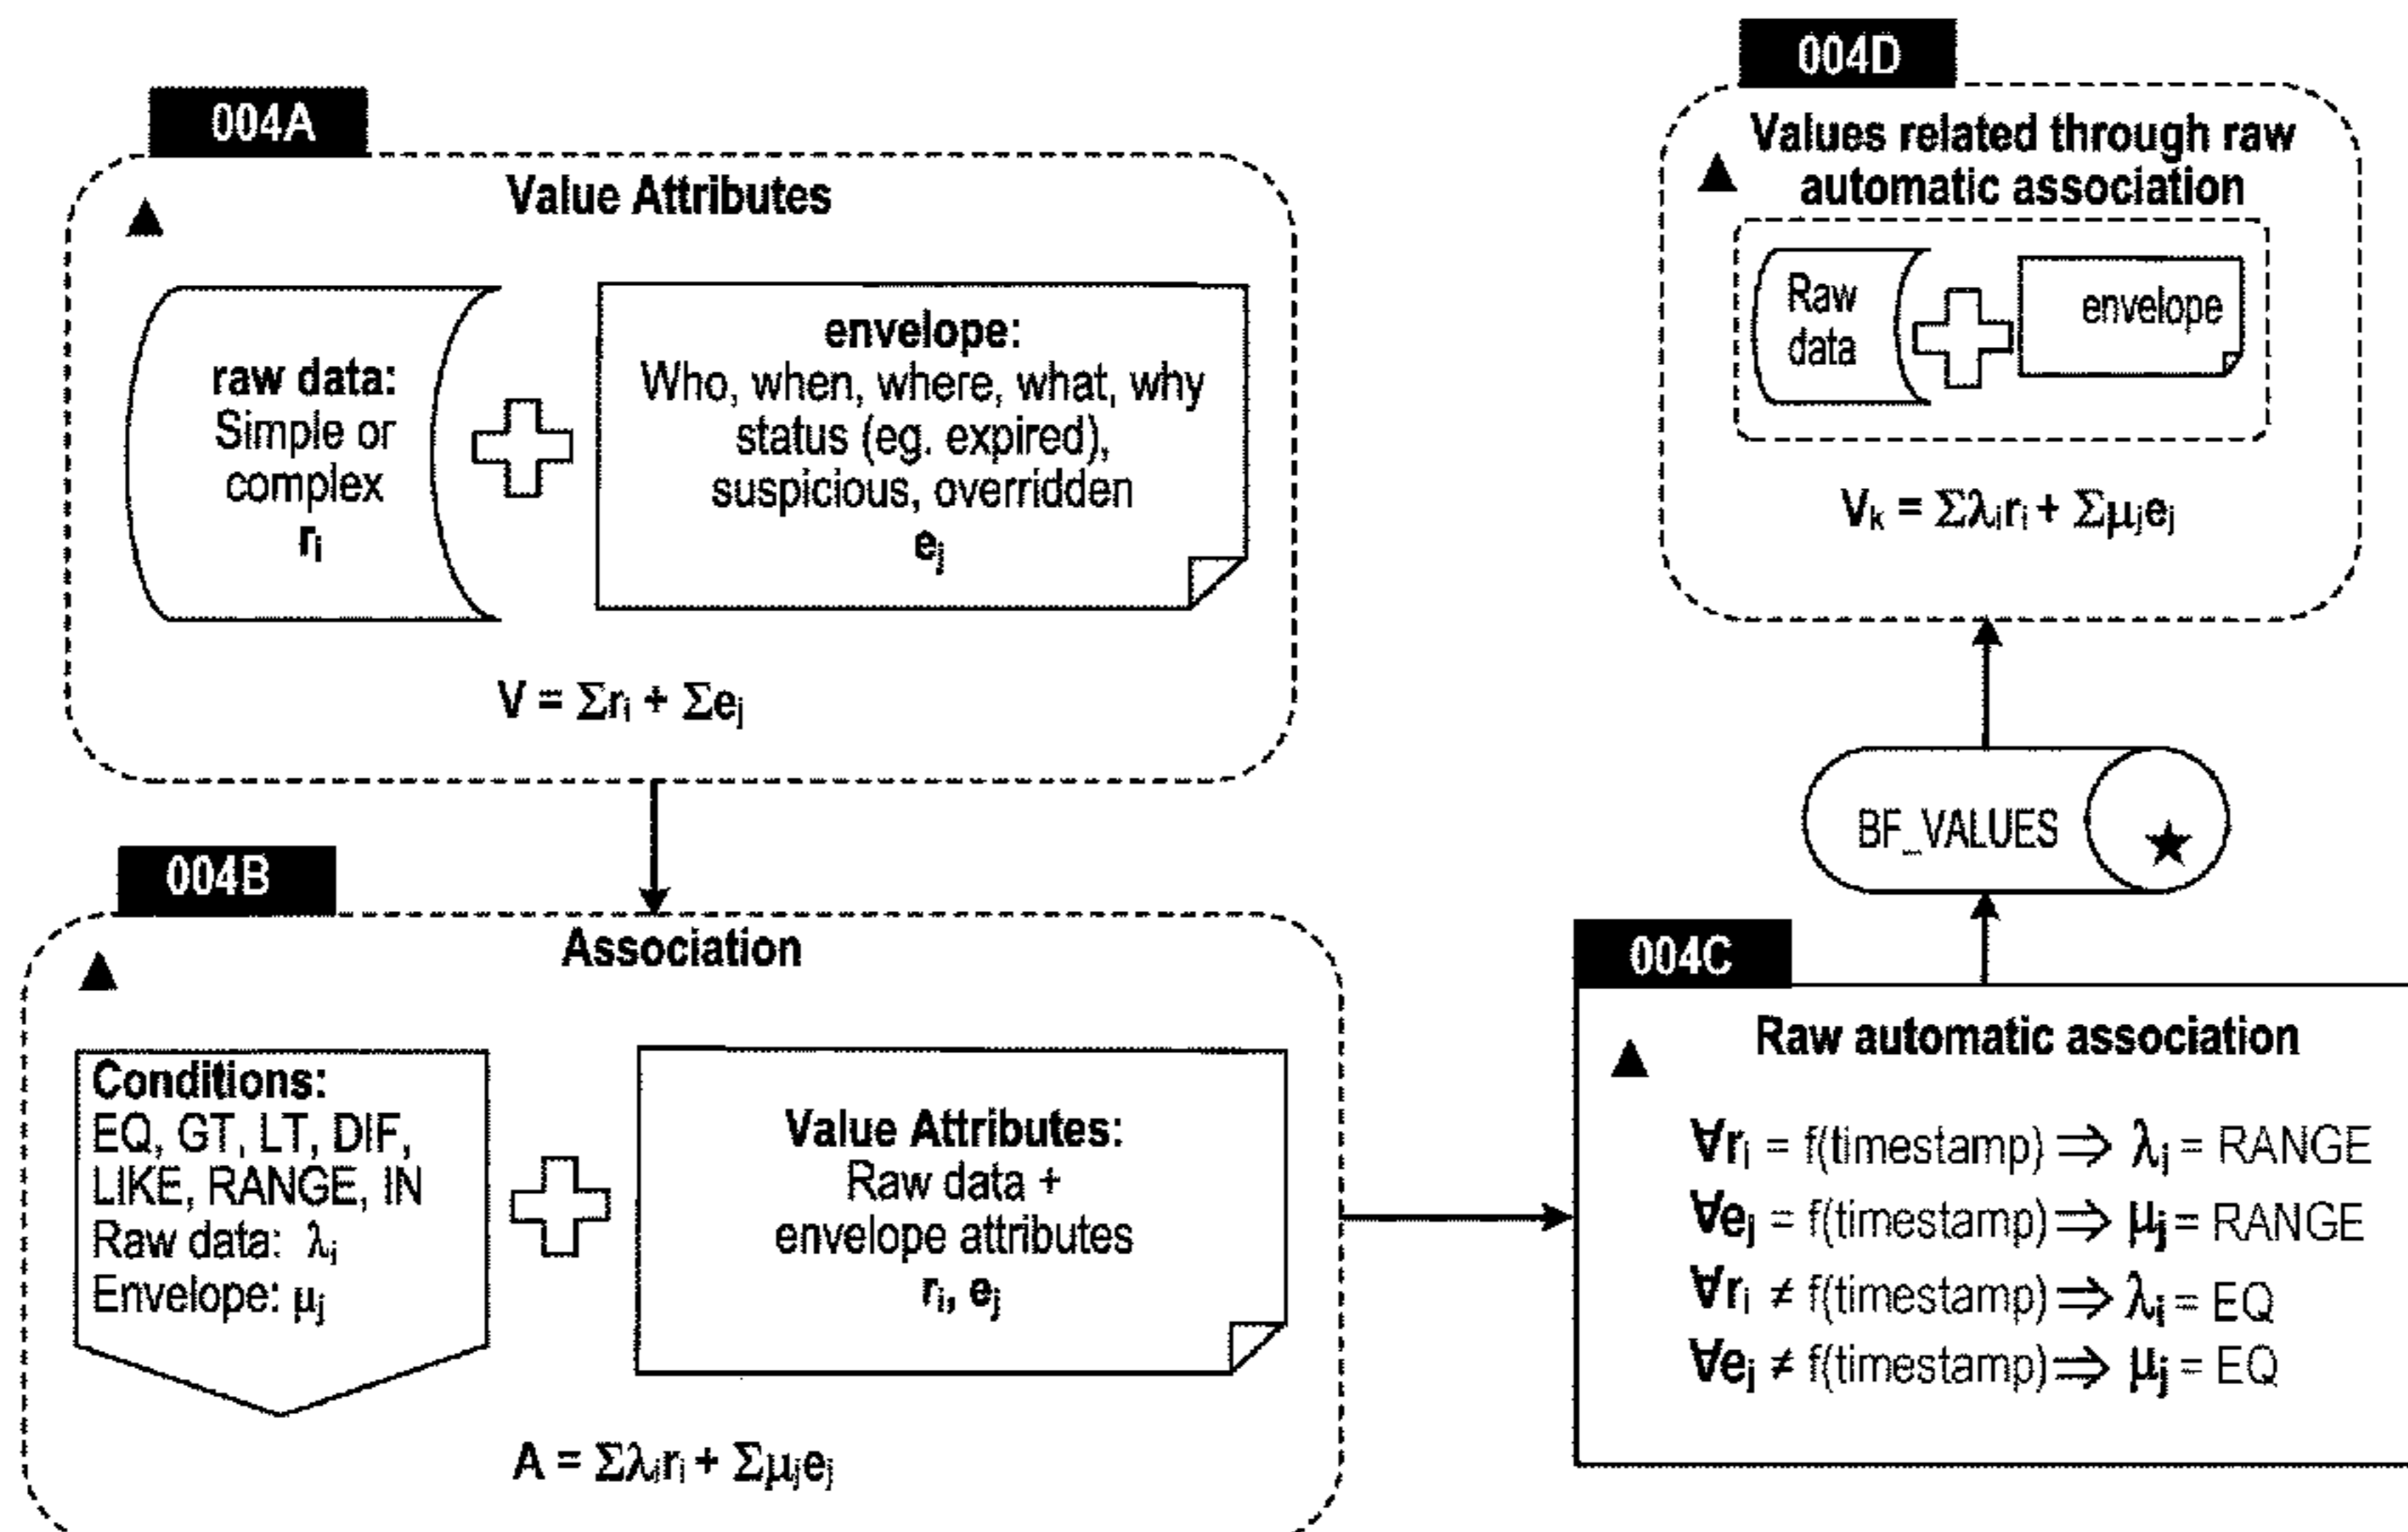 004A
Value Attributes
raw data:
Simple or
complex
rᵢ
envelope:
Who, when, where, what, why
status (eg. expired),
suspicious, overridden
eⱼ
V = Σrᵢ + Σeⱼ
004B
Association
Conditions:
EQ, GT, LT, DIF,
LIKE, RANGE, IN
Raw data: λᵢ
Envelope: μⱼ
Value Attributes:
Raw data +
envelope attributes
rᵢ, eⱼ
A = Σλᵢrᵢ + Σμⱼeⱼ
004C
Raw automatic association
∀rᵢ = f(timestamp) ⇒ λᵢ = RANGE
∀eⱼ = f(timestamp) ⇒ μⱼ = RANGE
∀rᵢ ≠ f(timestamp) ⇒ λᵢ = EQ
∀eⱼ ≠ f(timestamp) ⇒ μⱼ = EQ
BF_VALUES
004D
Values related through raw
automatic association
Raw
data
envelope
Vₖ = Σλᵢrᵢ + Σμⱼeⱼ